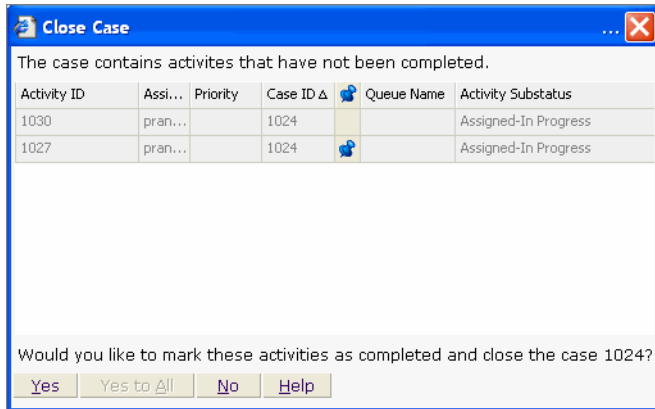 Close Case ...
The case contains activites that have not been completed.
Activity ID Assi... Priority Case ID Δ Queue Name Activity Substatus
1030 pran... 1024 Assigned-In Progress
1027 pran... 1024 Assigned-In Progress
Would you like to mark these activities as completed and close the case 1024?
Yes Yes to All No Help